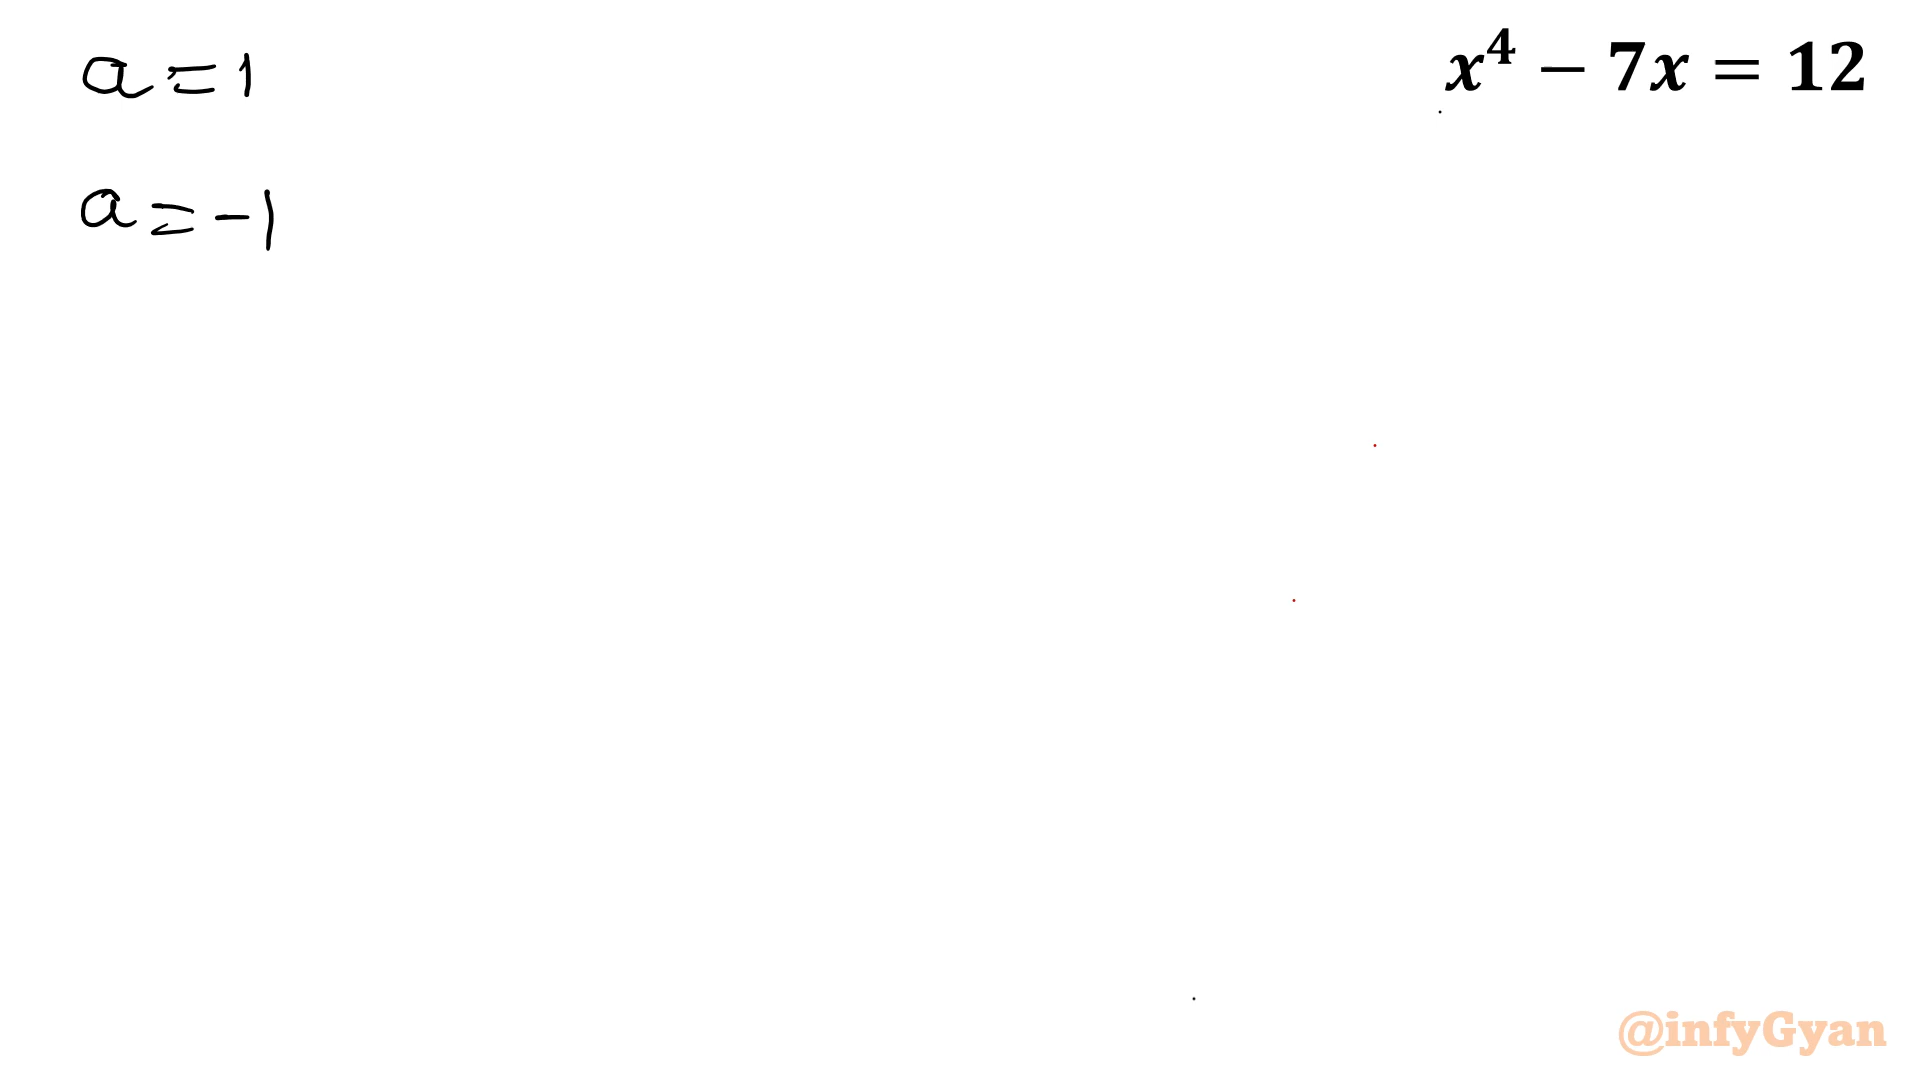 a = 1
x⁴ − 7x = 12
a = -1
@infyGyan